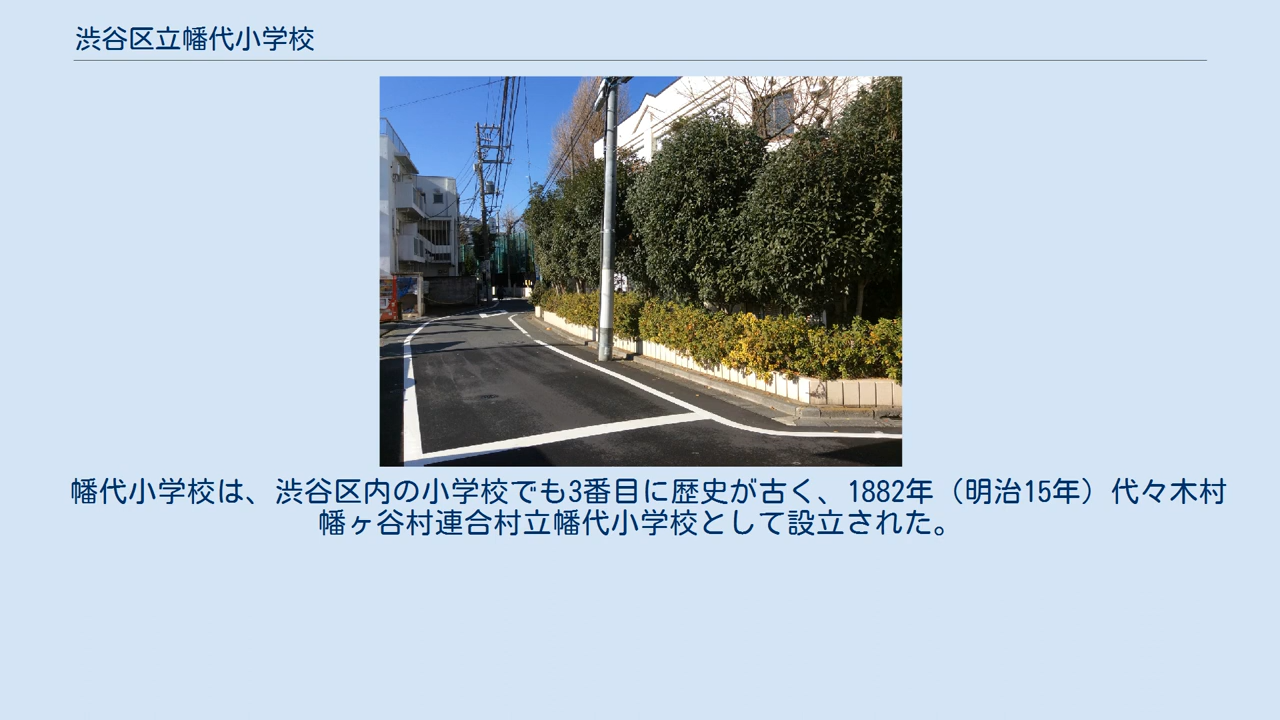 渋谷区立幡代小学校
幡代小学校は、渋谷区内の小学校でも3番目に歴史が古く、1882年（明治15年）代々木村
幡ヶ谷村連合村立幡代小学校として設立された。